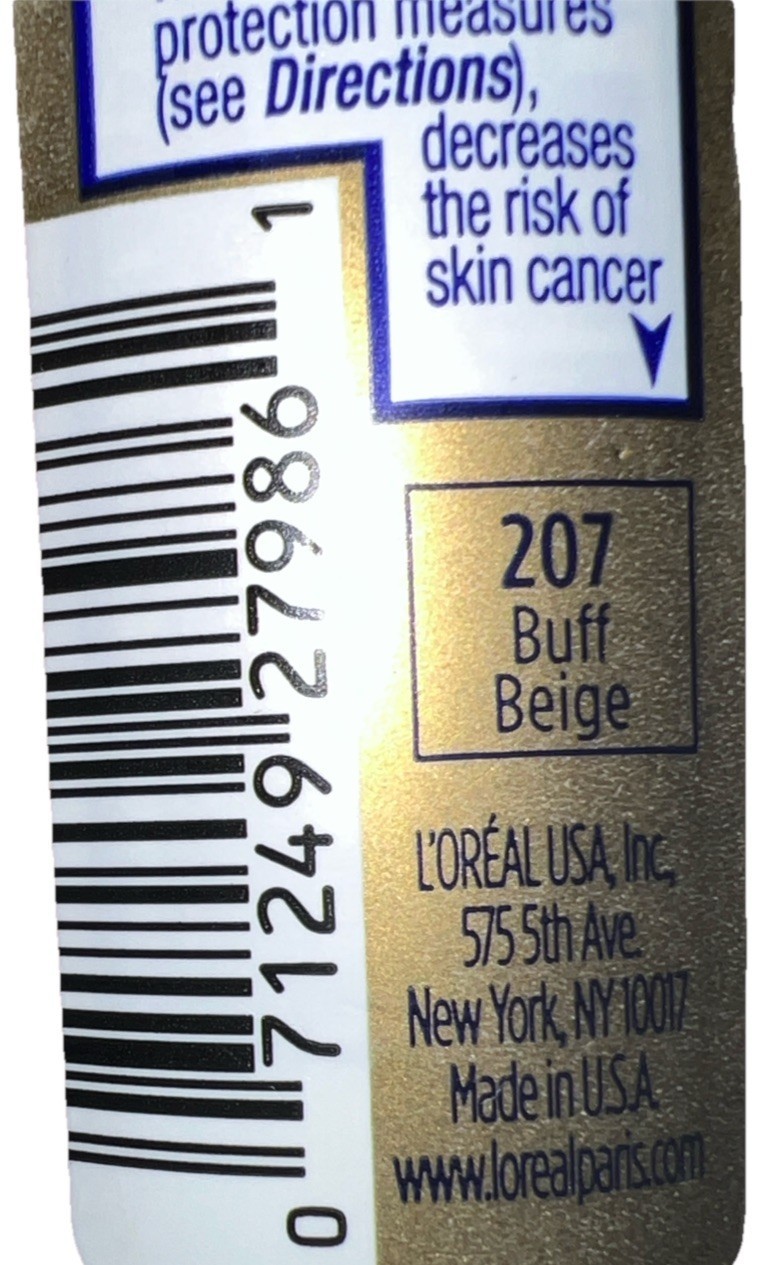 protection measures
(see Directions),
decreases
the risk of
skin cancer
207
Buff
Beige
L'ORÉAL USA, Inc,
575 5th Ave.
New York, NY 10017
Made in U.S.A.
www.lorealparis.com
0 71249 27986 1